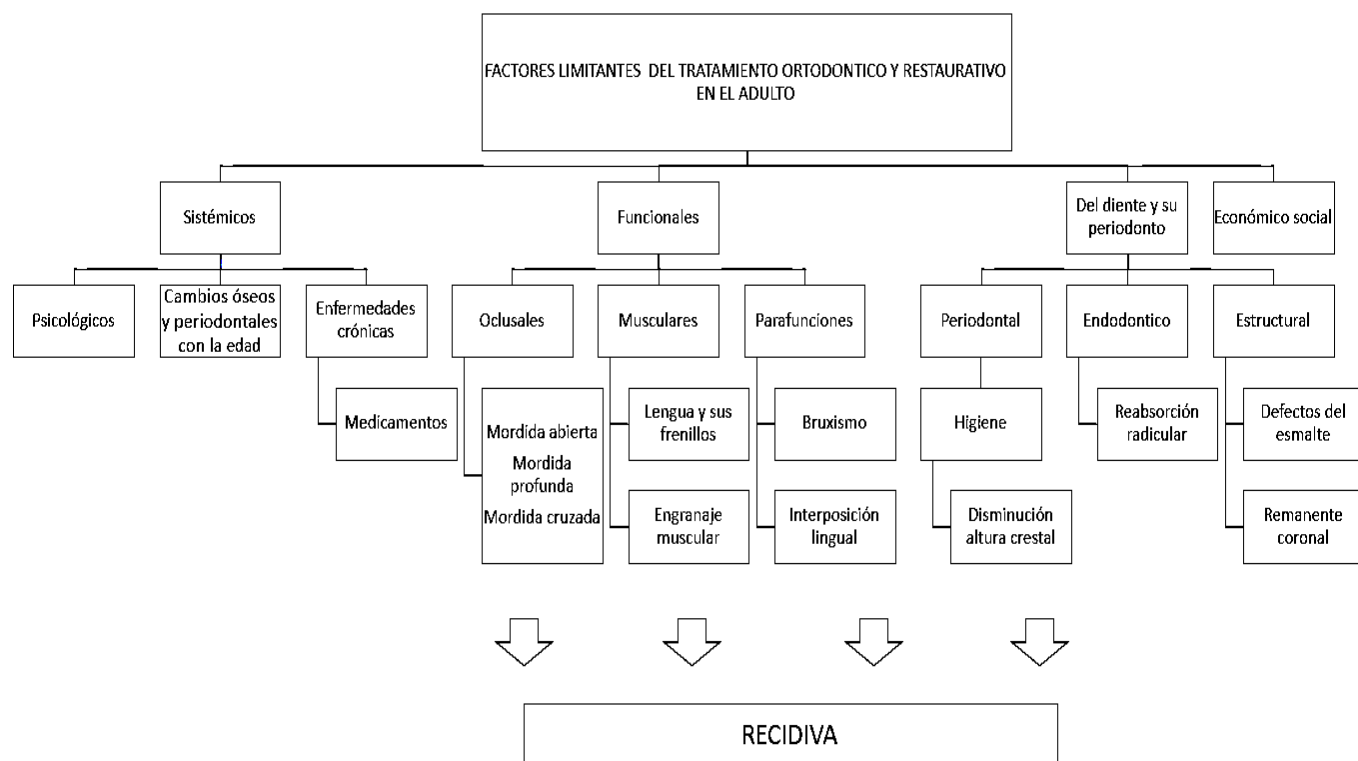 FACTORES LIMITANTES DEL TRATAMIENTO ORTODONTICO Y RESTAURATIVO
EN EL ADULTO
Sistémicos
Funcionales
Del diente y su
periodonto
Económico social
Psicológicos
Cambios óseos
y periodontales
con la edad
Enfermedades
crónicas
Oclusales
Musculares
Parafunciones
Periodontal
Endodontico
Estructural
Medicamentos
Mordida abierta
Mordida
profunda
Mordida cruzada
Lengua y sus
frenillos
Bruxismo
Higiene
Reabsorción
radicular
Defectos del
esmalte
Engranaje
muscular
Interposición
lingual
Disminución
altura crestal
Remanente
coronal
RECIDIVA